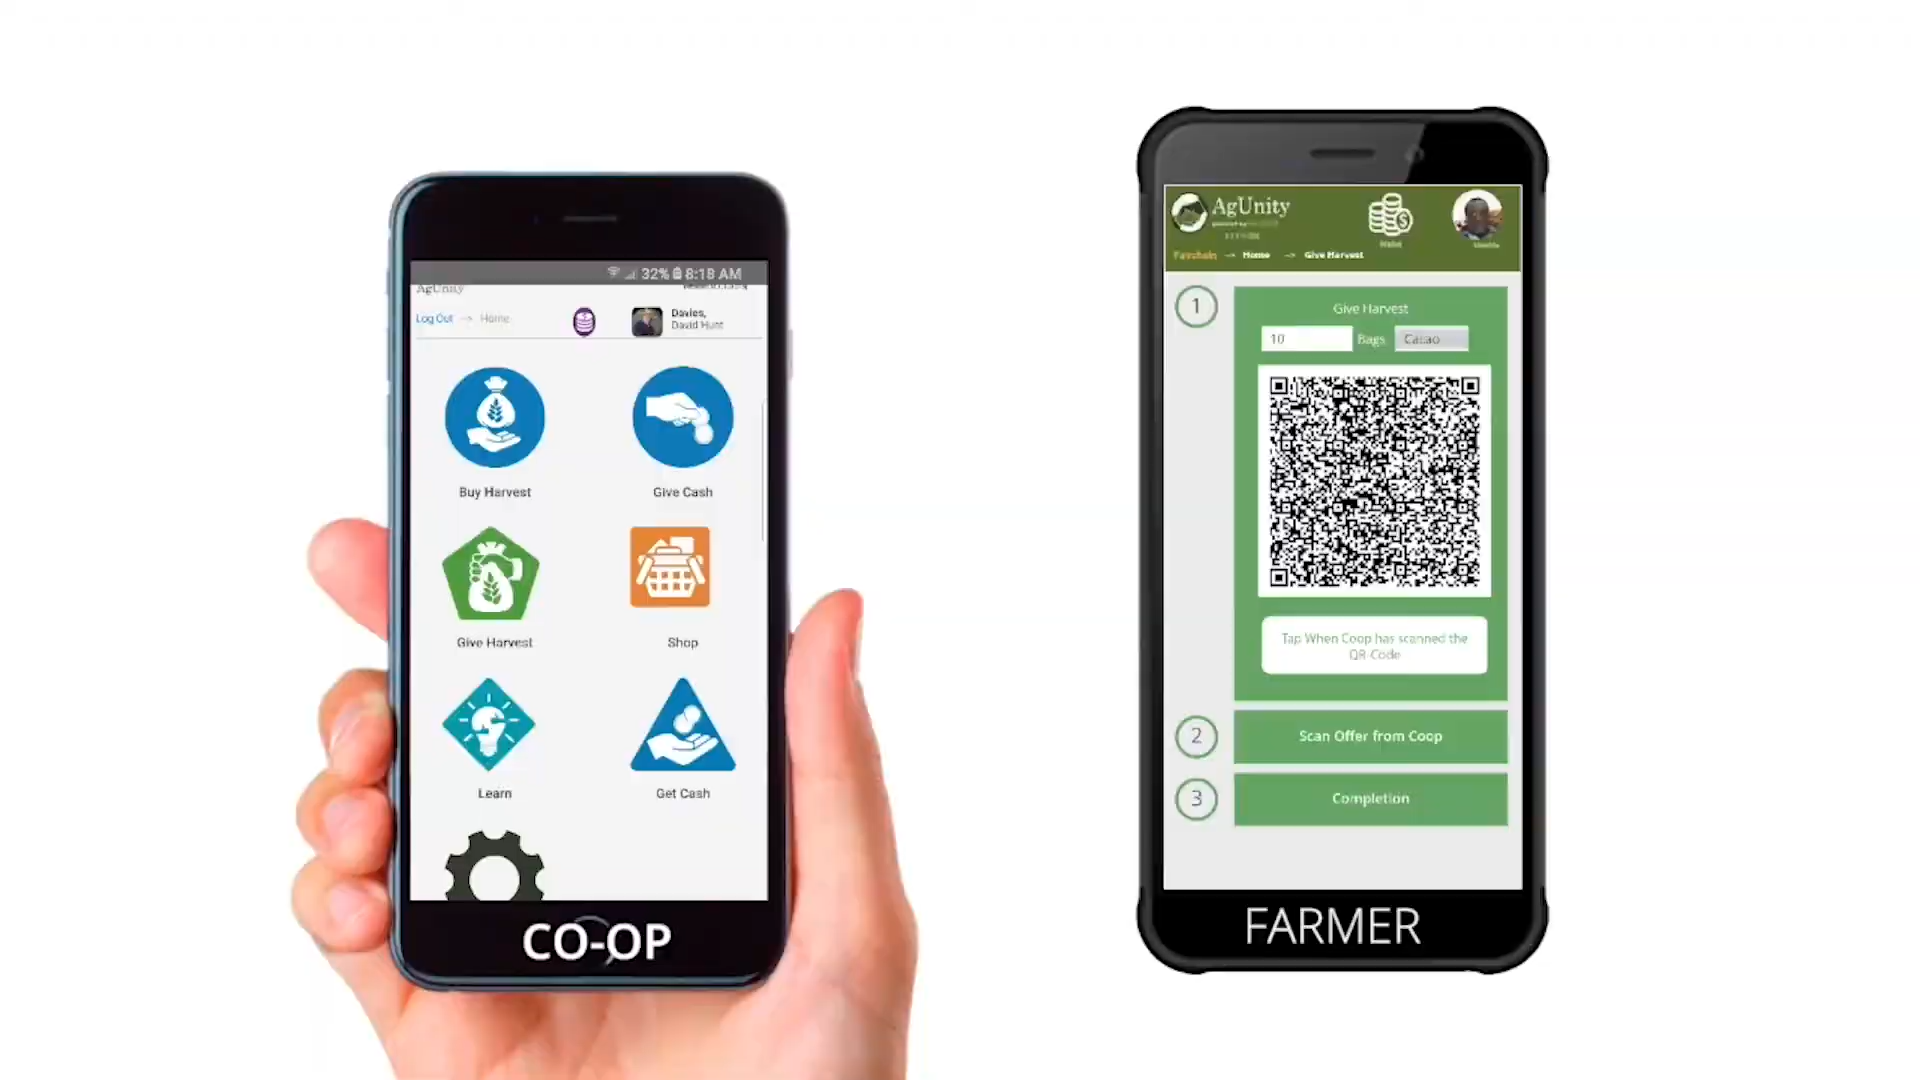 32% 8:18 AM
AgUnity
Log Out --> Home
Davies,
David Hunt
Buy Harvest
Give Cash
Give Harvest
Shop
Learn
Get Cash
CO-OP
AgUnity
Wallet
--> Home --> Give Harvest
1
Give Harvest
10 Bags Cacao
Tap When Coop has scanned the
QR-Code
2
Scan Offer from Coop
3
Completion
FARMER